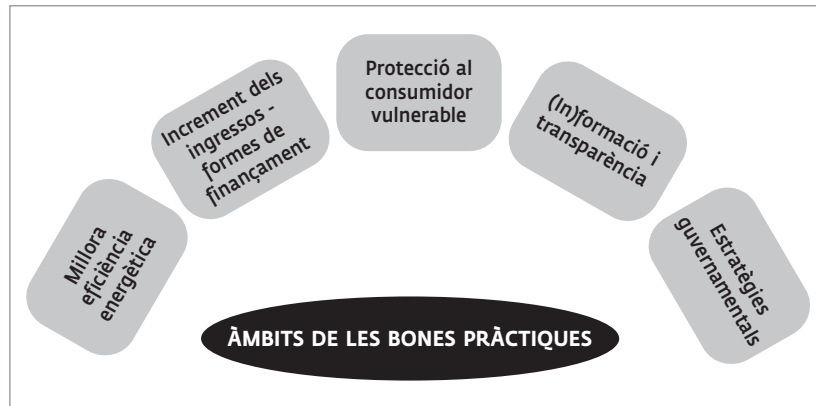 Millora
eficiència
energètica
Increment dels
ingressos -
formes de
finançament
Protecció al
consumidor
vulnerable
(In)formació i
transparència
Estratègies
guvernamentals
ÀMBITS DE LES BONES PRÀCTIQUES